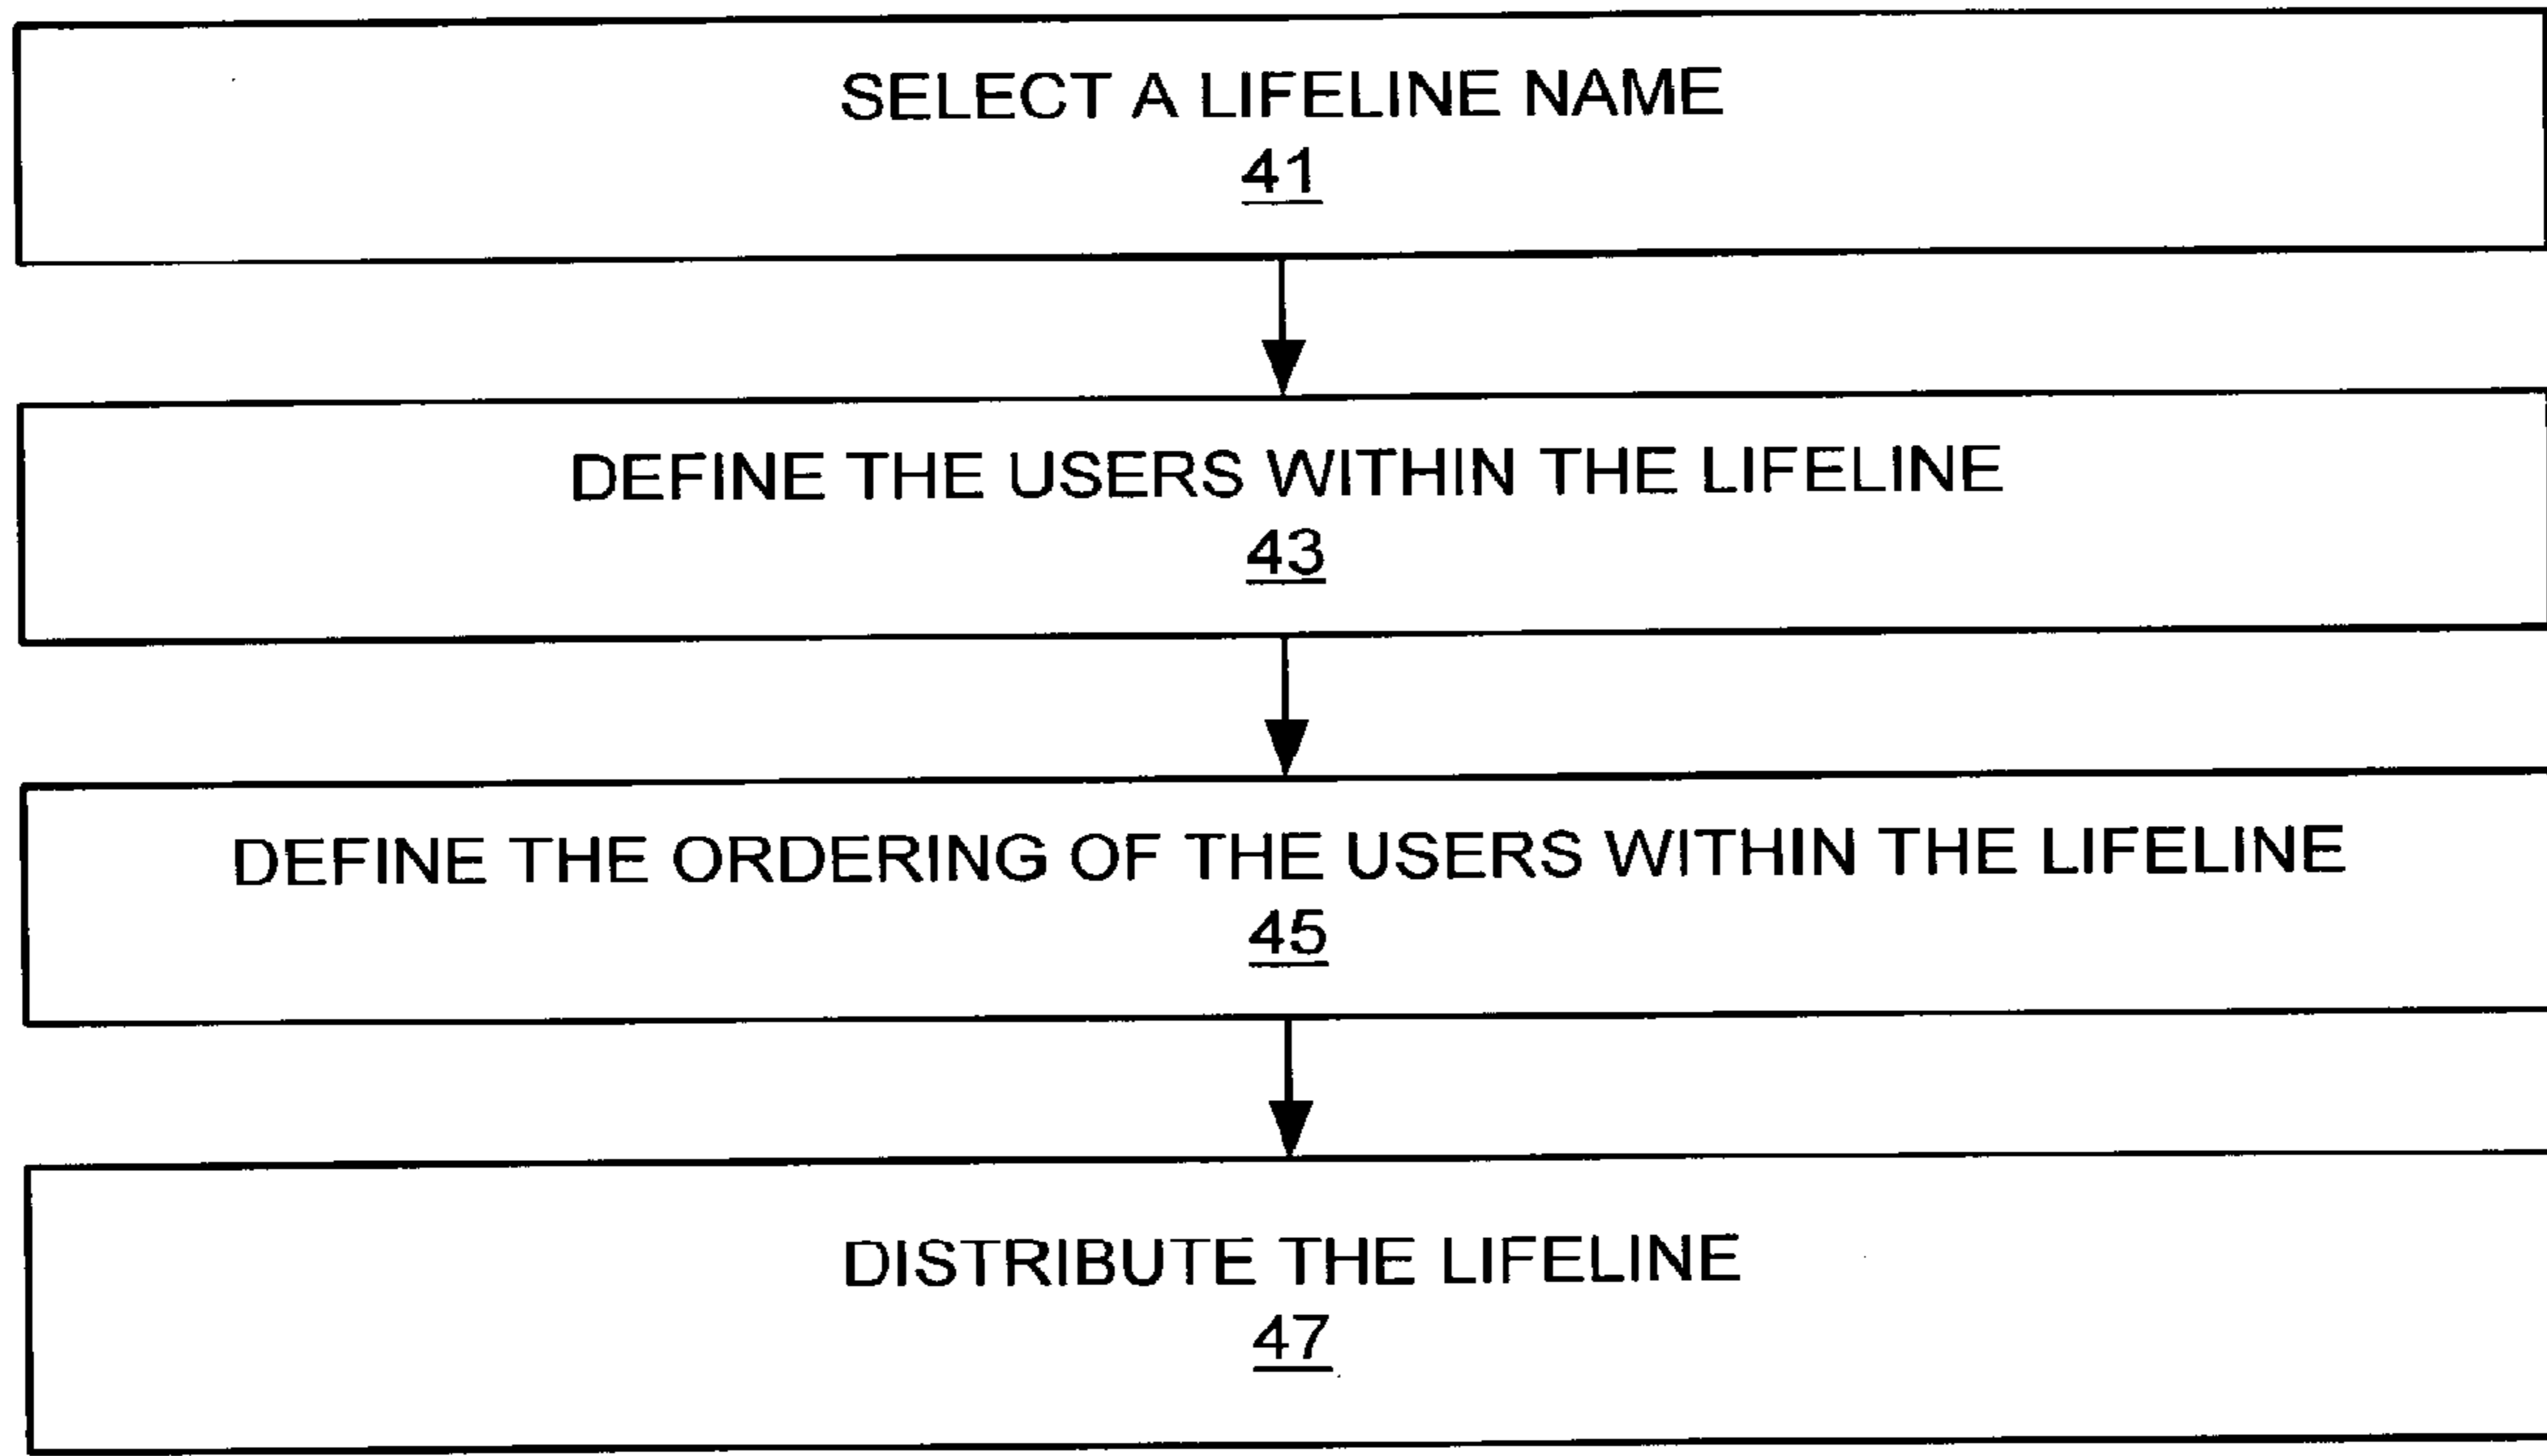 SELECT A LIFELINE NAME
41
DEFINE THE USERS WITHIN THE LIFELINE
43
DEFINE THE ORDERING OF THE USERS WITHIN THE LIFELINE
45
DISTRIBUTE THE LIFELINE
47